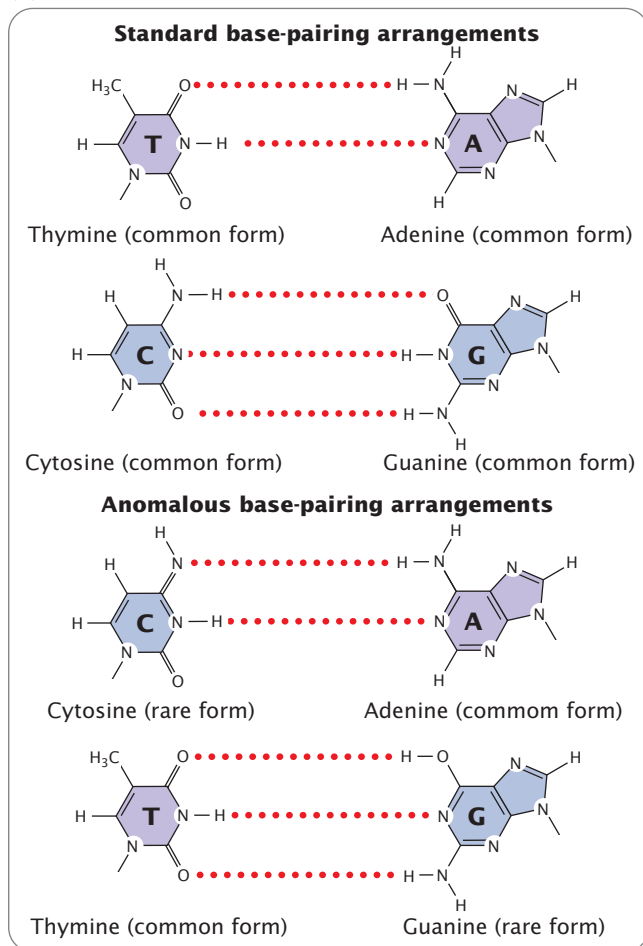 Standard base-pairing arrangements
H
H₃C O H N N H
H T N H N A N
N N
O H
Thymine (common form) Adenine (common form)
H
H N H O N H
H C N H N G N
N N
O H N
H
Cytosine (common form) Guanine (common form)
Anomalous base-pairing arrangements
H H
H N H N N H
H C N H N A N
N N
O H
Cytosine (rare form) Adenine (commom form)
H₃C O H O N H
H T N H N G N
N N
O H N
H
Thymine (common form) Guanine (rare form)